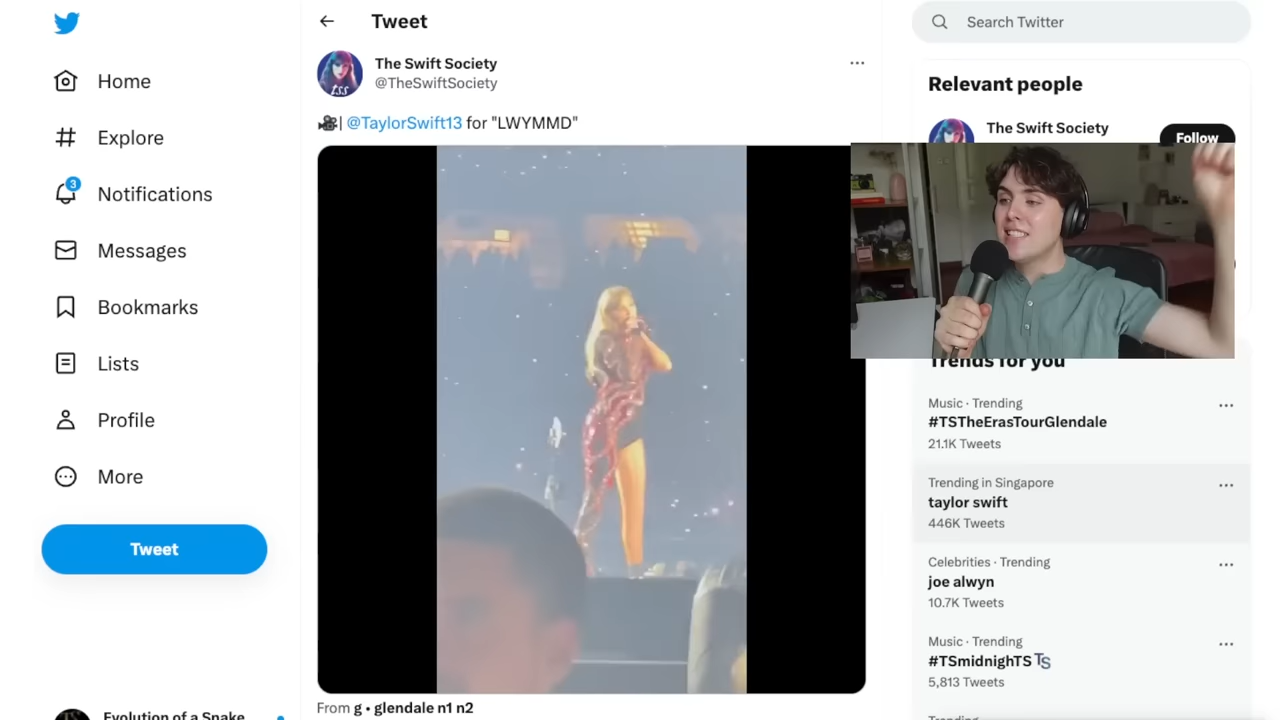 Home
Explore
Notifications
3
Messages
Bookmarks
Lists
Profile
More
Tweet
Evolution of a Snake
Tweet
The Swift Society
@TheSwiftSociety
| @TaylorSwift13 for "LWYMMD"
From g • glendale n1 n2
Search Twitter
Relevant people
The Swift Society
Follow
Trends for you
Music · Trending
#TSTheErasTourGlendale
21.1K Tweets
Trending in Singapore
taylor swift
446K Tweets
Celebrities · Trending
joe alwyn
10.7K Tweets
Music · Trending
#TSmidnighTS TS
5,813 Tweets
Trending